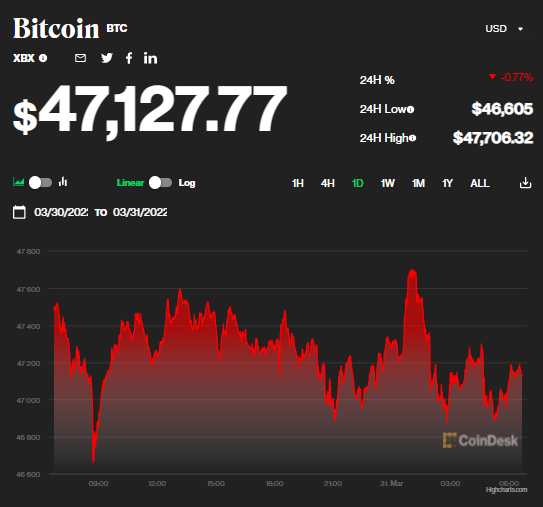 Bitcoin BTC
USD
XBX
$47,127.77
24H % -0.77%
24H Low $46,605
24H High $47,706.32
Linear Log
1H 4H 1D 1W 1M 1Y ALL
03/30/202 TO 03/31/202
47 800
47 600
47 400
47 200
47 000
46 800
46 600
CoinDesk
09:00 12:00 15:00 18:00 21:00 31. Mar 03:00 06:00
Highcharts.com